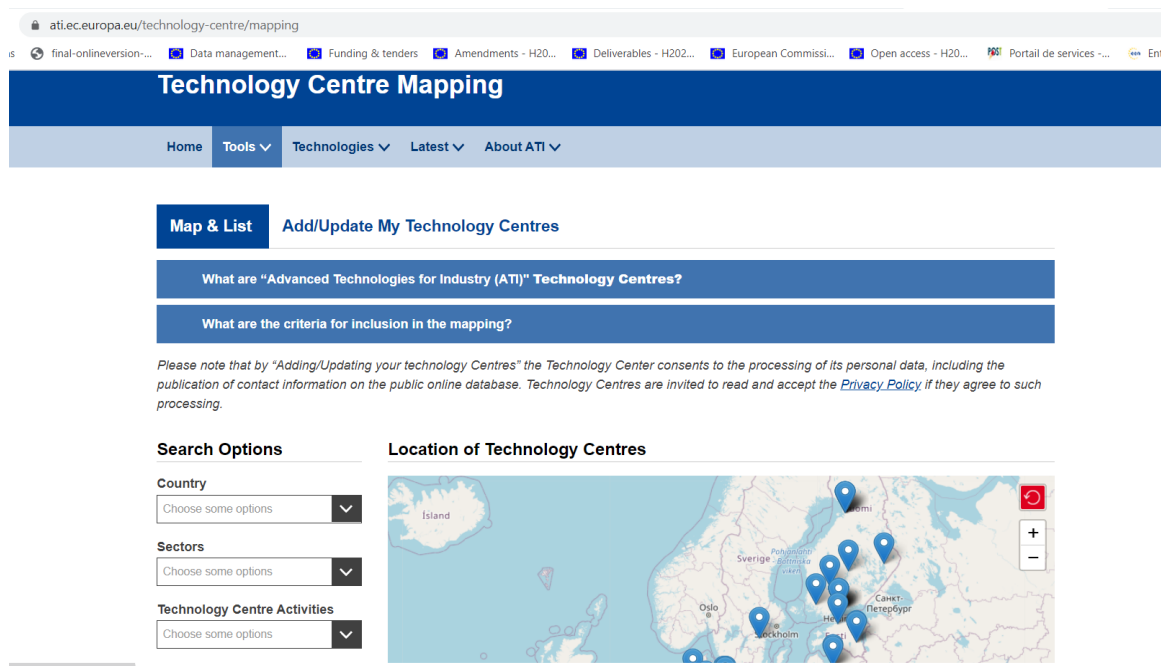 ati.ec.europa.eu/technology-centre/mapping
final-onlineversion-... Data management... Funding & tenders Amendments - H20... Deliverables - H202... European Commissi... Open access - H20... POST Portail de services -...
Technology Centre Mapping
Home Tools Technologies Latest About ATI
Map & List Add/Update My Technology Centres
What are “Advanced Technologies for Industry (ATI)" Technology Centres?
What are the criteria for inclusion in the mapping?
Please note that by “Adding/Updating your technology Centres” the Technology Center consents to the processing of its personal data, including the
publication of contact information on the public online database. Technology Centres are invited to read and accept the Privacy Policy if they agree to such
processing.
Search Options
Country
Choose some options
Sectors
Choose some options
Technology Centre Activities
Choose some options
Location of Technology Centres
Ísland
Sverige
Pohjanlahti
Bottniska
viken
Oslo
Санкт-
Петербург
+
−